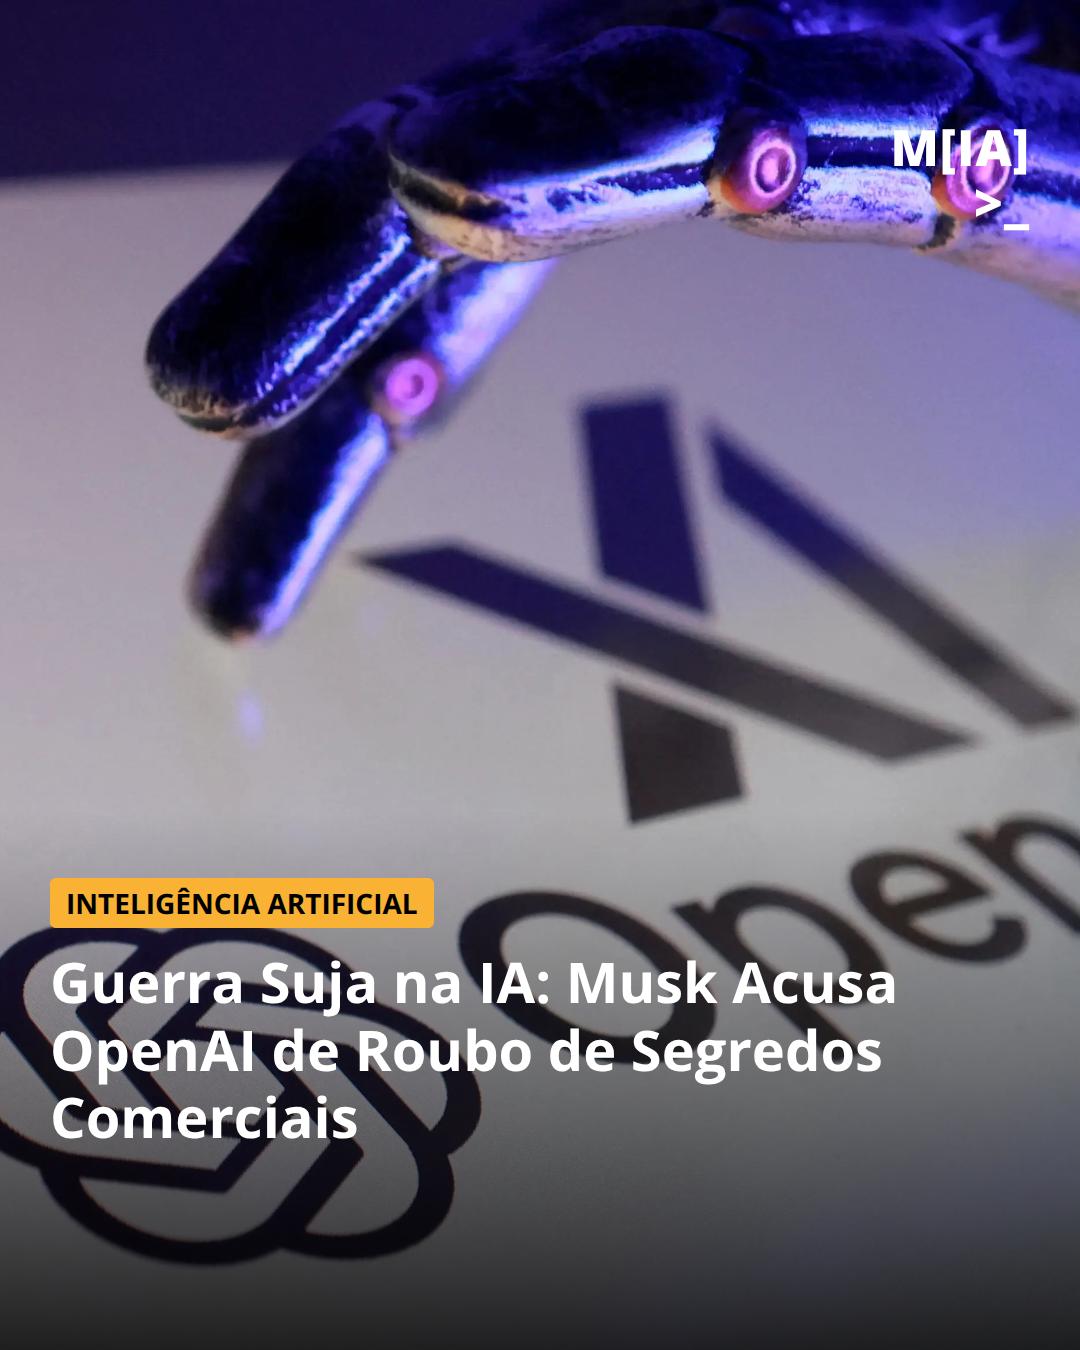 M[IA]
>_
Open
INTELIGÊNCIA ARTIFICIAL
Guerra Suja na IA: Musk Acusa
OpenAI de Roubo de Segredos
Comerciais